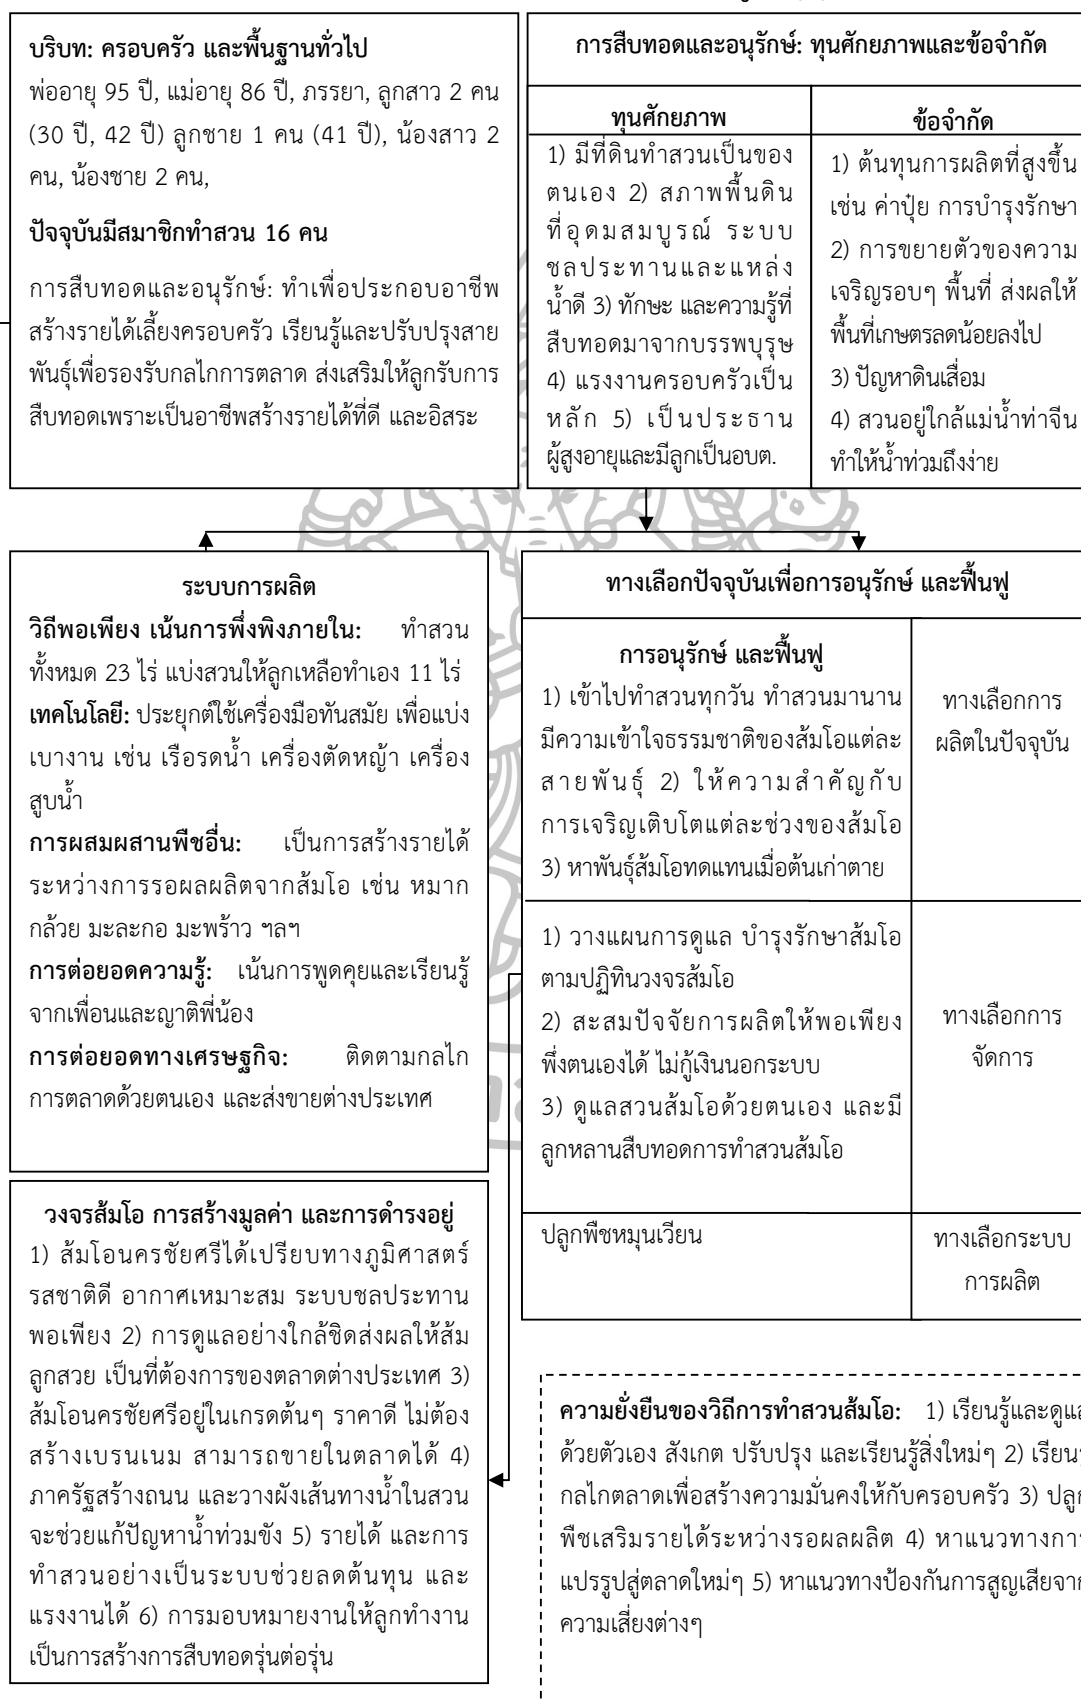 บริบท: ครอบครัว และพื้นฐานทั่วไป
พ่ออายุ 95 ปี, แม่อายุ 86 ปี, ภรรยา, ลูกสาว 2 คน
(30 ปี, 42 ปี) ลูกชาย 1 คน (41 ปี), น้องสาว 2
คน, น้องชาย 2 คน,
ปัจจุบันมีสมาชิกทำสวน 16 คน
การสืบทอดและอนุรักษ์: ทำเพื่อประกอบอาชีพ
สร้างรายได้เลี้ยงครอบครัว เรียนรู้และปรับปรุงสาย
พันธุ์เพื่อรองรับกลไกการตลาด ส่งเสริมให้ลูกรับการ
สืบทอดเพราะเป็นอาชีพสร้างรายได้ที่ดี และอิสระ
การสืบทอดและอนุรักษ์: ทุนศักยภาพและข้อจำกัด
ทุนศักยภาพ
1) มีที่ดินทำสวนเป็นของ
ตนเอง 2) สภาพพื้นดิน
ที่อุดมสมบูรณ์ ระบบ
ชลประทานและแหล่ง
น้ำดี 3) ทักษะ และความรู้ที่
สืบทอดมาจากบรรพบุรุษ
4) แรงงานครอบครัวเป็น
หลัก 5) เป็นประธาน
ผู้สูงอายุและมีลูกเป็นอบต.
ข้อจำกัด
1) ต้นทุนการผลิตที่สูงขึ้น
เช่น ค่าปุ๋ย การบำรุงรักษา
2) การขยายตัวของความ
เจริญรอบๆ พื้นที่ ส่งผลให้
พื้นที่เกษตรลดน้อยลงไป
3) ปัญหาดินเสื่อม
4) สวนอยู่ใกล้แม่น้ำท่าจีน
ทำให้น้ำท่วมถึงง่าย
ระบบการผลิต
วิถีพอเพียง เน้นการพึ่งพิงภายใน: ทำสวน
ทั้งหมด 23 ไร่ แบ่งสวนให้ลูกเหลือทำเอง 11 ไร่
เทคโนโลยี: ประยุกต์ใช้เครื่องมือทันสมัย เพื่อแบ่ง
เบางาน เช่น เรือรดน้ำ เครื่องตัดหญ้า เครื่อง
สูบน้ำ
การผสมผสานพืชอื่น: เป็นการสร้างรายได้
ระหว่างการรอผลผลิตจากส้มโอ เช่น หมาก
กล้วย มะละกอ มะพร้าว ฯลฯ
การต่อยอดความรู้: เน้นการพูดคุยและเรียนรู้
จากเพื่อนและญาติพี่น้อง
การต่อยอดทางเศรษฐกิจ: ติดตามกลไก
การตลาดด้วยตนเอง และส่งขายต่างประเทศ
ทางเลือกปัจจุบันเพื่อการอนุรักษ์ และฟื้นฟู
การอนุรักษ์ และฟื้นฟู
1) เข้าไปทำสวนทุกวัน ทำสวนมานาน
มีความเข้าใจธรรมชาติของส้มโอแต่ละ
สายพันธุ์ 2) ให้ความสำคัญกับ
การเจริญเติบโตแต่ละช่วงของส้มโอ
3) หาพันธุ์ส้มโอทดแทนเมื่อต้นเก่าตาย
ทางเลือกการ
ผลิตในปัจจุบัน
1) วางแผนการดูแล บำรุงรักษาส้มโอ
ตามปฏิทินวงจรส้มโอ
2) สะสมปัจจัยการผลิตให้พอเพียง
พึ่งตนเองได้ ไม่กู้เงินนอกระบบ
3) ดูแลสวนส้มโอด้วยตนเอง และมี
ลูกหลานสืบทอดการทำสวนส้มโอ
ทางเลือกการ
จัดการ
ปลูกพืชหมุนเวียน
ทางเลือกระบบ
การผลิต
วงจรส้มโอ การสร้างมูลค่า และการดำรงอยู่
1) ส้มโอนครชัยศรีได้เปรียบทางภูมิศาสตร์
รสชาติดี อากาศเหมาะสม ระบบชลประทาน
พอเพียง 2) การดูแลอย่างใกล้ชิดส่งผลให้ส้ม
ลูกสวย เป็นที่ต้องการของตลาดต่างประเทศ 3)
ส้มโอนครชัยศรีอยู่ในเกรดต้นๆ ราคาดี ไม่ต้อง
สร้างเบรนเนม สามารถขายในตลาดได้ 4)
ภาครัฐสร้างถนน และวางผังเส้นทางน้ำในสวน
จะช่วยแก้ปัญหาน้ำท่วมขัง 5) รายได้ และการ
ทำสวนอย่างเป็นระบบช่วยลดต้นทุน และ
แรงงานได้ 6) การมอบหมายงานให้ลูกทำงาน
เป็นการสร้างการสืบทอดรุ่นต่อรุ่น
ความยั่งยืนของวิถีการทำสวนส้มโอ: 1) เรียนรู้และดูแล
ด้วยตัวเอง สังเกต ปรับปรุง และเรียนรู้สิ่งใหม่ๆ 2) เรียนรู้
กลไกตลาดเพื่อสร้างความมั่นคงให้กับครอบครัว 3) ปลูก
พืชเสริมรายได้ระหว่างรอผลผลิต 4) หาแนวทางการ
แปรรูปสู่ตลาดใหม่ๆ 5) หาแนวทางป้องกันการสูญเสียจาก
ความเสี่ยงต่างๆ